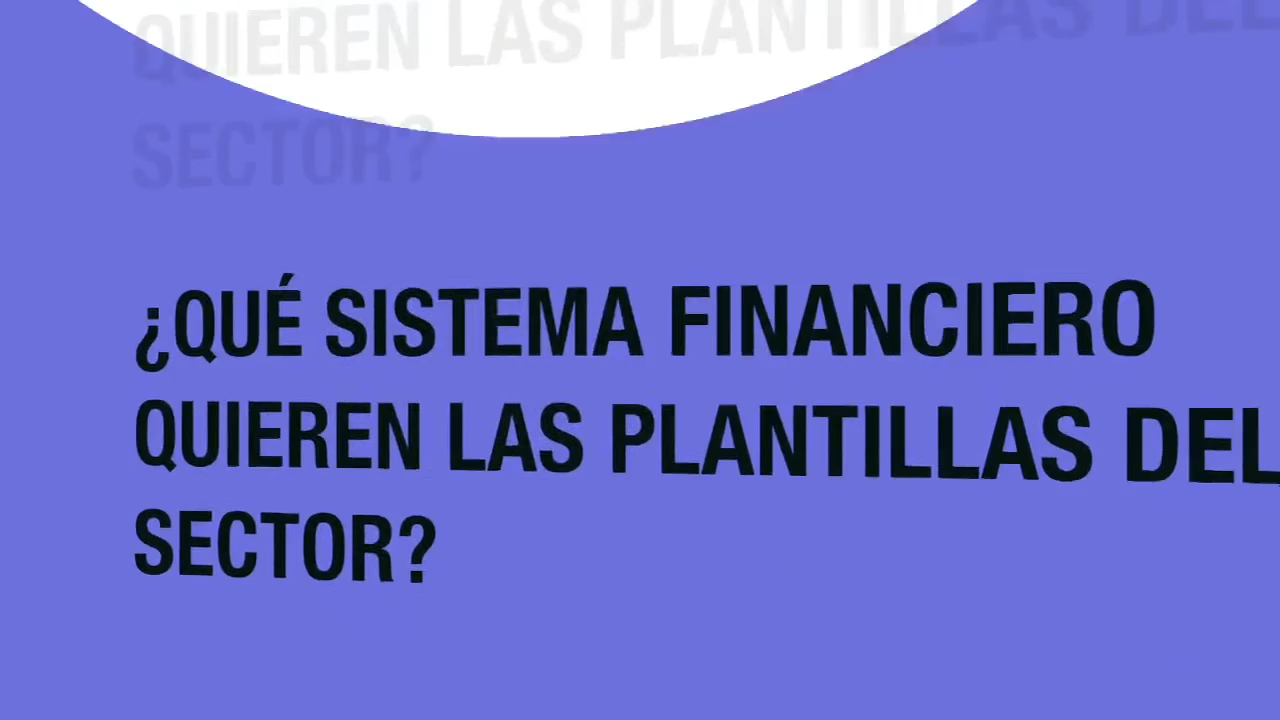 QUIEREN LAS PLANTILLAS DEL
SECTOR?
¿QUÉ SISTEMA FINANCIERO
QUIEREN LAS PLANTILLAS DEL
SECTOR?